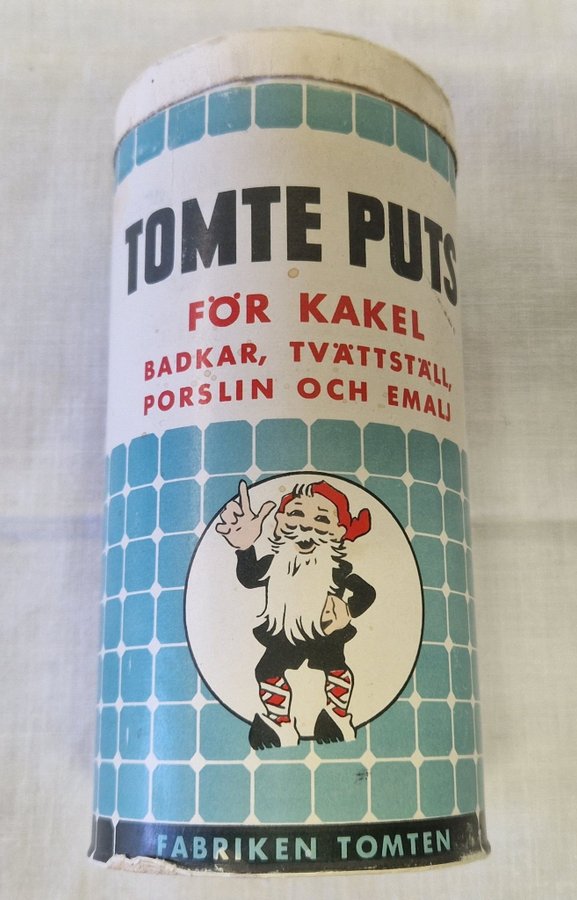 TOMTE PUTS
FÖR KAKEL
BADKAR, TVÄTTSTÄLL,
PORSLIN OCH EMALJ
FABRIKEN TOMTEN